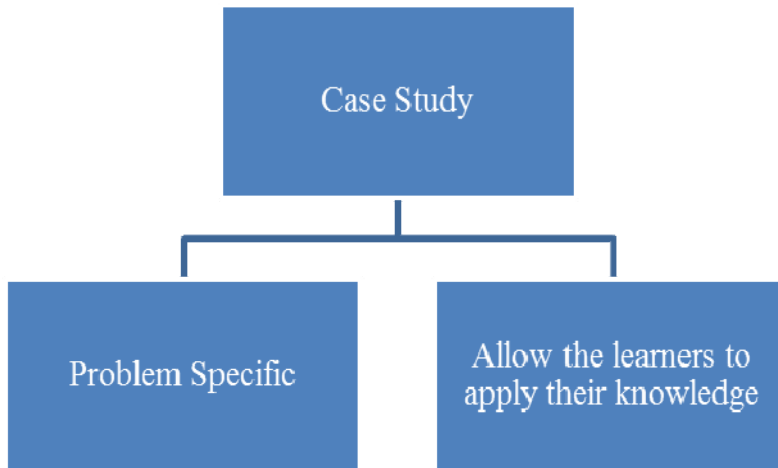 Case Study
Problem Specific
Allow the learners to
apply their knowledge